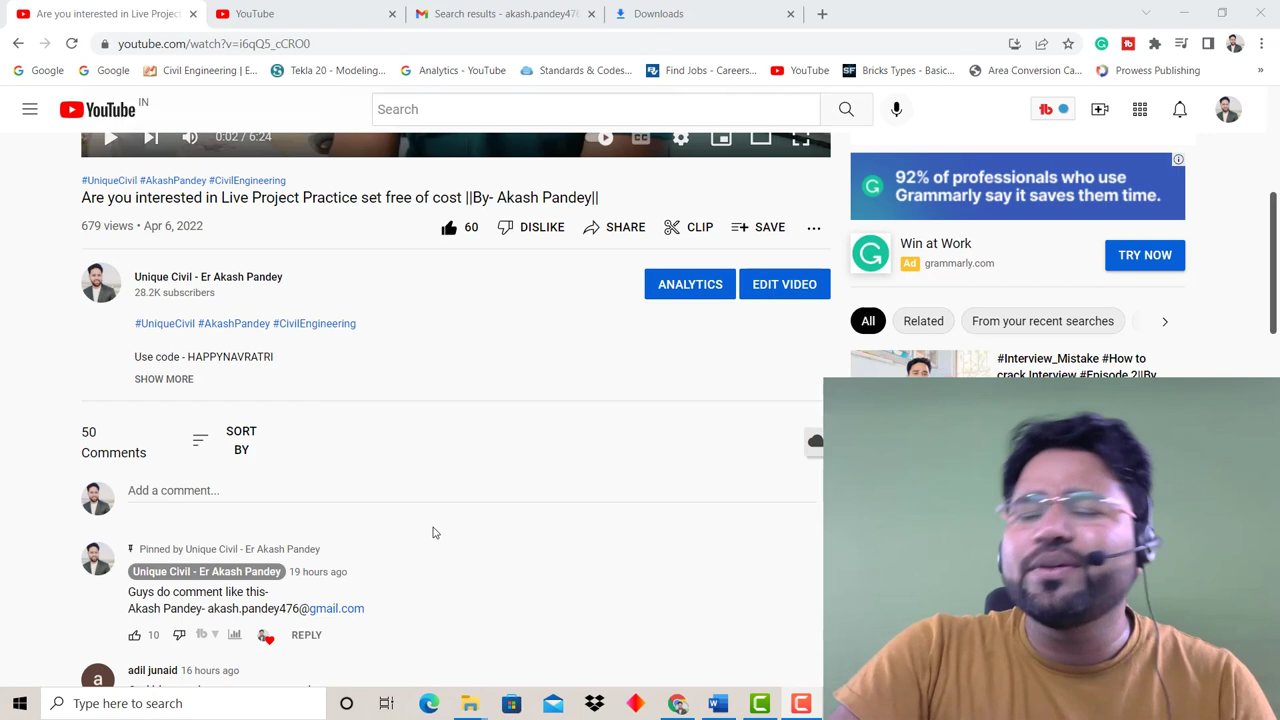 Are you interested in Live Project
YouTube
Search results - akash.pandey476
Downloads
youtube.com/watch?v=i6qQ5_cCRO0
Google
Google
Civil Engineering | E...
Tekla 20 - Modeling...
Analytics - YouTube
Standards & Codes...
Find Jobs - Careers...
YouTube
Bricks Types - Basic...
Area Conversion Ca...
Prowess Publishing
YouTube IN
Search
0:02 / 6:24
#UniqueCivil #AkashPandey #CivilEngineering
Are you interested in Live Project Practice set free of cost ||By- Akash Pandey||
679 views • Apr 6, 2022
60
DISLIKE
SHARE
CLIP
SAVE
Unique Civil - Er Akash Pandey
28.2K subscribers
ANALYTICS
EDIT VIDEO
#UniqueCivil #AkashPandey #CivilEngineering
Use code - HAPPYNAVRATRI
SHOW MORE
50
Comments
SORT
BY
Add a comment...
Pinned by Unique Civil - Er Akash Pandey
Unique Civil - Er Akash Pandey 19 hours ago
Guys do comment like this-
Akash Pandey- akash.pandey476@gmail.com
10
REPLY
a
adil junaid 16 hours ago
92% of professionals who use
Grammarly say it saves them time.
Win at Work
Ad grammarly.com
TRY NOW
All
Related
From your recent searches
#Interview_Mistake #How to
crack Interview #Episode 2||By
Type here to search